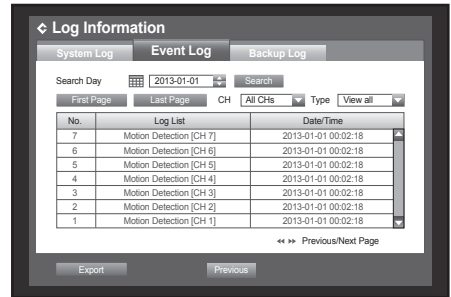 Log Information
System Log Event Log Backup Log
Search Day 2013-01-01 Search
First Page Last Page CH All CHs Type View all
No. Log List Date/Time
7 Motion Detection [CH 7] 2013-01-01 00:02:18
6 Motion Detection [CH 6] 2013-01-01 00:02:18
5 Motion Detection [CH 5] 2013-01-01 00:02:18
4 Motion Detection [CH 4] 2013-01-01 00:02:18
3 Motion Detection [CH 3] 2013-01-01 00:02:18
2 Motion Detection [CH 2] 2013-01-01 00:02:18
1 Motion Detection [CH 1] 2013-01-01 00:02:18
Previous/Next Page
Export Previous